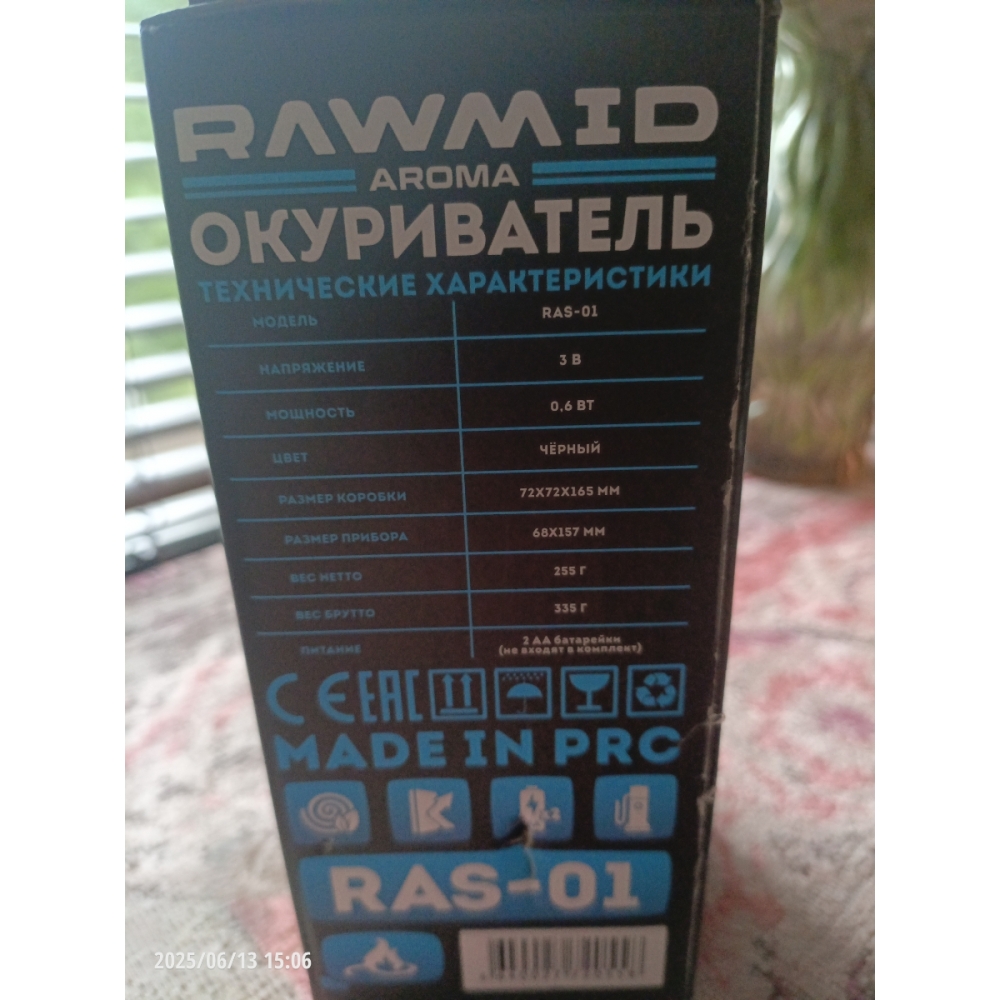 RAWMID
AROMA
ОКУРИВАТЕЛЬ
ТЕХНИЧЕСКИЕ ХАРАКТЕРИСТИКИ
МОДЕЛЬ RAS-01
НАПРЯЖЕНИЕ 3 В
МОЩНОСТЬ 0,6 ВТ
ЦВЕТ ЧЁРНЫЙ
РАЗМЕР КОРОБКИ 72X72X165 ММ
РАЗМЕР ПРИБОРА 68X157 ММ
ВЕС НЕТТО 255 Г
ВЕС БРУТТО 335 Г
ПИТАНИЕ 2 АА батарейки
(не входят в комплект)
CE EAC
MADE IN PRC
x2
RAS-01
2025/06/13 15:06